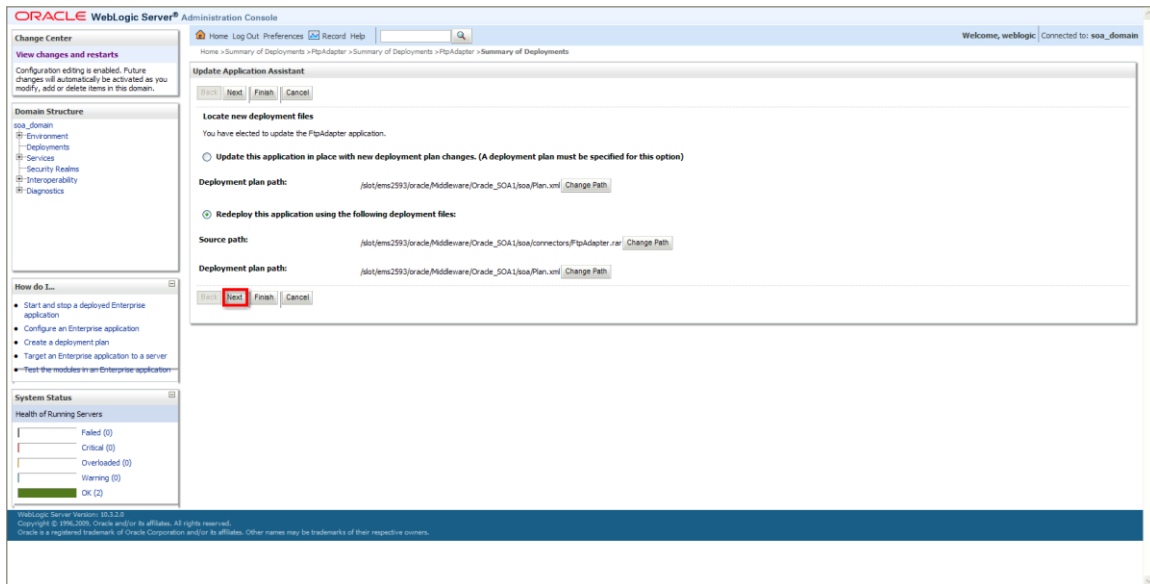 ORACLE WebLogic Server® Administration Console
Change Center
View changes and restarts
Configuration editing is enabled. Future
changes will automatically be activated as you
modify, add or delete items in this domain.
Domain Structure
soa_domain
Environment
Deployments
Services
Security Realms
Interoperability
Diagnostics
How do I...
Start and stop a deployed Enterprise
application
Configure an Enterprise application
Create a deployment plan
Target an Enterprise application to a server
Test the modules in an Enterprise application
System Status
Health of Running Servers
Failed (0)
Critical (0)
Overloaded (0)
Warning (0)
OK (2)
Home Log Out Preferences Record Help
Welcome, weblogic Connected to: soa_domain
Home >Summary of Deployments >FtpAdapter >Summary of Deployments >FtpAdapter >Summary of Deployments
Update Application Assistant
Back Next Finish Cancel
Locate new deployment files
You have elected to update the FtpAdapter application.
Update this application in place with new deployment plan changes. (A deployment plan must be specified for this option)
Deployment plan path: /slot/ems2593/oracle/Middleware/Oracle_SOA1/soa/Plan.xml Change Path
Redeploy this application using the following deployment files:
Source path: /slot/ems2593/oracle/Middleware/Oracle_SOA1/soa/connectors/FtpAdapter.rar Change Path
Deployment plan path: /slot/ems2593/oracle/Middleware/Oracle_SOA1/soa/Plan.xml Change Path
Back Next Finish Cancel
WebLogic Server Version: 10.3.2.0
Copyright © 1996,2009, Oracle and/or its affiliates. All rights reserved.
Oracle is a registered trademark of Oracle Corporation and/or its affiliates. Other names may be trademarks of their respective owners.